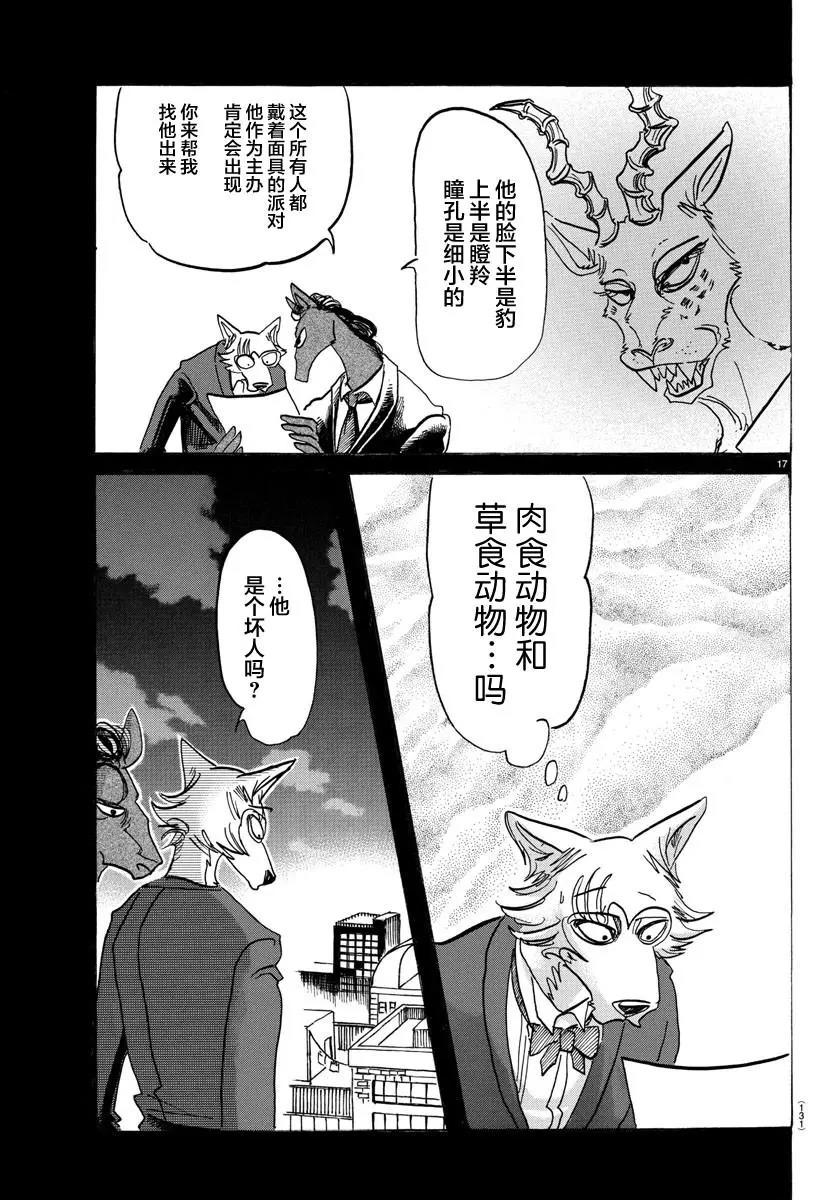 他的脸下半是豹
上半是瞪羚
瞳孔是细小的
这个所有人都
戴着面具的派对
他作为主办
肯定会出现
你来帮我
找他出来
17
肉食动物和
草食动物…吗
…他
是个坏人吗？
(131)